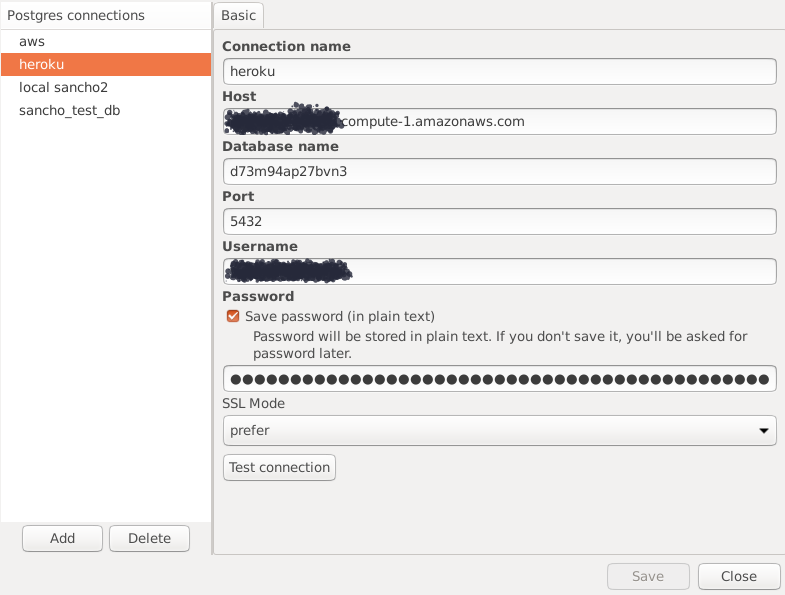 Postgres connections
aws
heroku
local sancho2
sancho_test_db
Add
Delete
Basic
Connection name
heroku
Host
compute-1.amazonaws.com
Database name
d73m94ap27bvn3
Port
5432
Username
Password
Save password (in plain text)
Password will be stored in plain text. If you don't save it, you'll be asked for
password later.
SSL Mode
prefer
Test connection
Save
Close